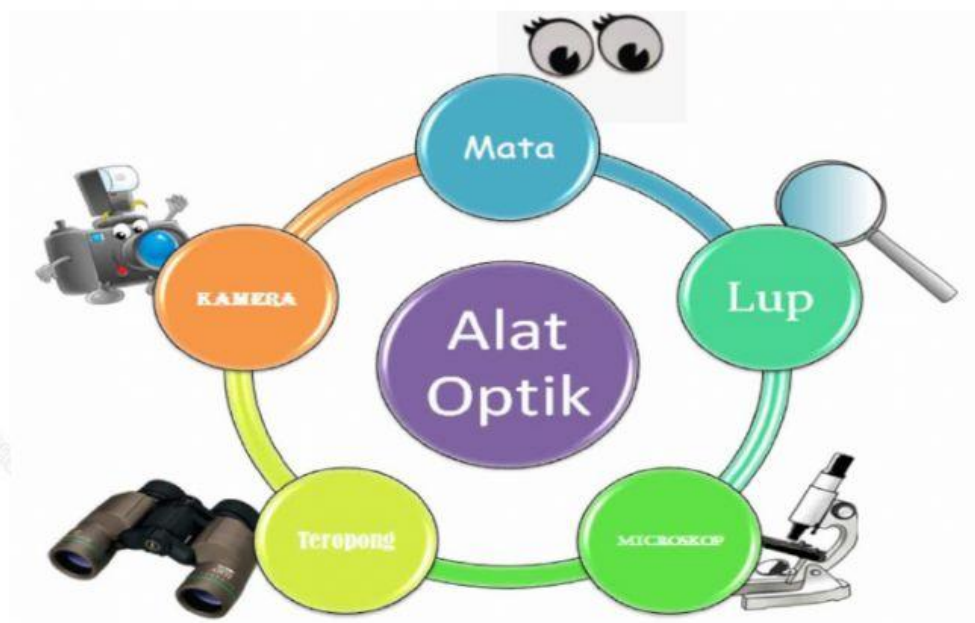 Mata
KAMERA
Lup
Alat
Optik
Teropong
MICROSKOP